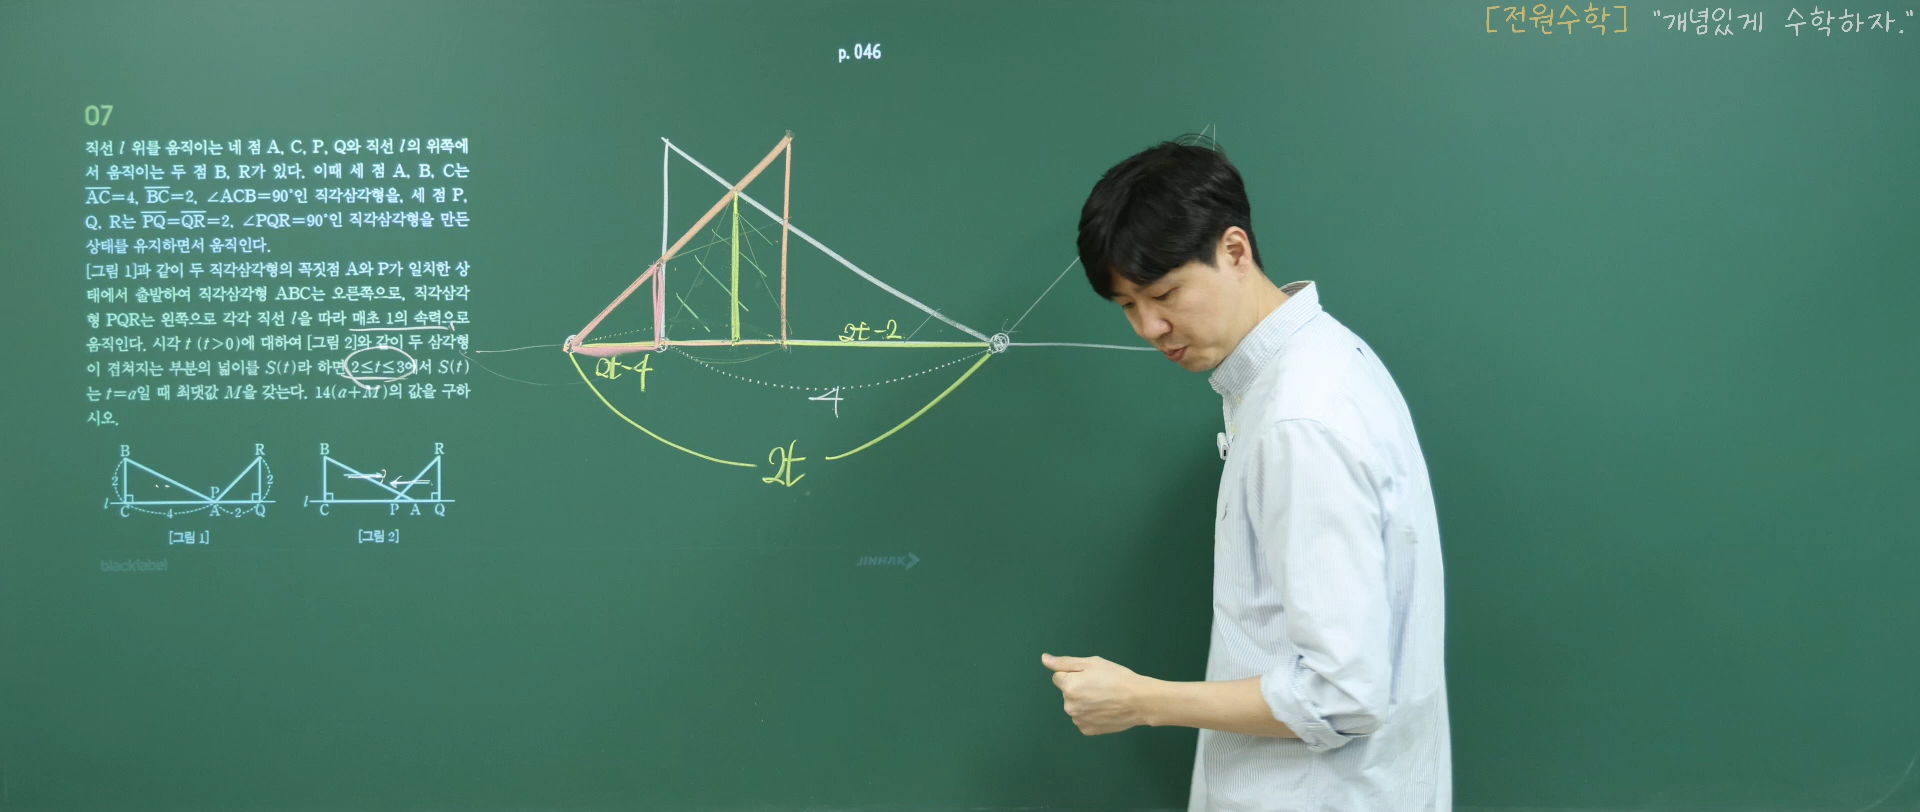 [전원수학] "개념있게 수학하자."
p. 046
07
직선 l 위를 움직이는 네 점 A, C, P, Q와 직선 l의 위쪽에
서 움직이는 두 점 B, R가 있다. 이때 세 점 A, B, C는
AC=4, BC=2, ∠ACB=90°인 직각삼각형을, 세 점 P,
Q, R는 PQ=QR=2, ∠PQR=90°인 직각삼각형을 만든
상태를 유지하면서 움직인다.
[그림 1]과 같이 두 직각삼각형의 꼭짓점 A와 P가 일치한 상
태에서 출발하여 직각삼각형 ABC는 오른쪽으로, 직각삼각
형 PQR는 왼쪽으로 각각 직선 l을 따라 매초 1의 속력으로
움직인다. 시각 t (t>0)에 대하여 [그림 2]와 같이 두 삼각형
이 겹쳐지는 부분의 넓이를 S(t)라 하면 2≤t≤3에서 S(t)
는 t=a일 때 최댓값 M을 갖는다. 14(a+M)의 값을 구하
시오.
B R
2 P 2
l C 4 A 2 Q
[그림 1]
B R
l C P A Q
[그림 2]
blacklabel
JINHAK
2t-2
2t-4
4
2t